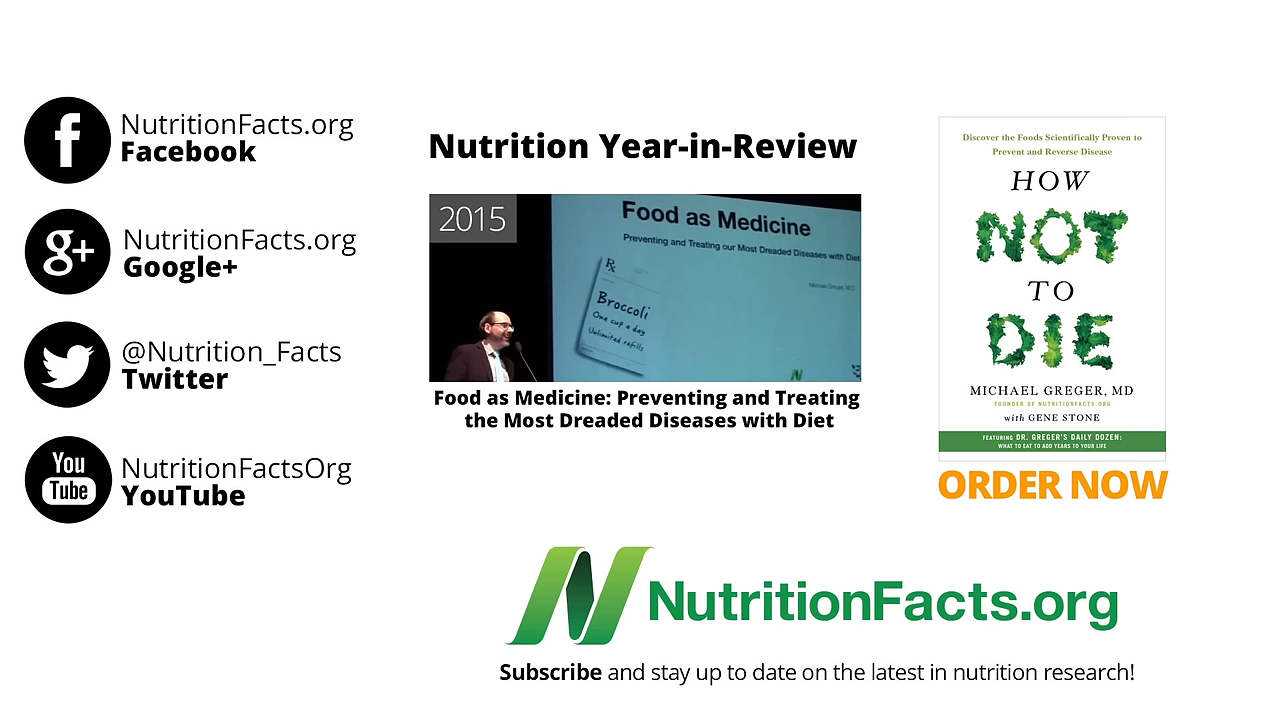 NutritionFacts.org
Facebook
g+
NutritionFacts.org
Google+
@Nutrition_Facts
Twitter
You
Tube
NutritionFactsOrg
YouTube
Nutrition Year-in-Review
2015
Food as Medicine
Preventing and Treating our Most Dreaded Diseases with Diet
Michael Greger, M.D.
Rx
Broccoli
One cup a day
Unlimited refills
Food as Medicine: Preventing and Treating
the Most Dreaded Diseases with Diet
Discover the Foods Scientifically Proven to
Prevent and Reverse Disease
HOW
NOT
TO
DIE
MICHAEL GREGER, MD
FOUNDER OF NUTRITIONFACTS.ORG
with GENE STONE
FEATURING DR. GREGER'S DAILY DOZEN:
WHAT TO EAT TO ADD YEARS TO YOUR LIFE
ORDER NOW
NutritionFacts.org
Subscribe and stay up to date on the latest in nutrition research!